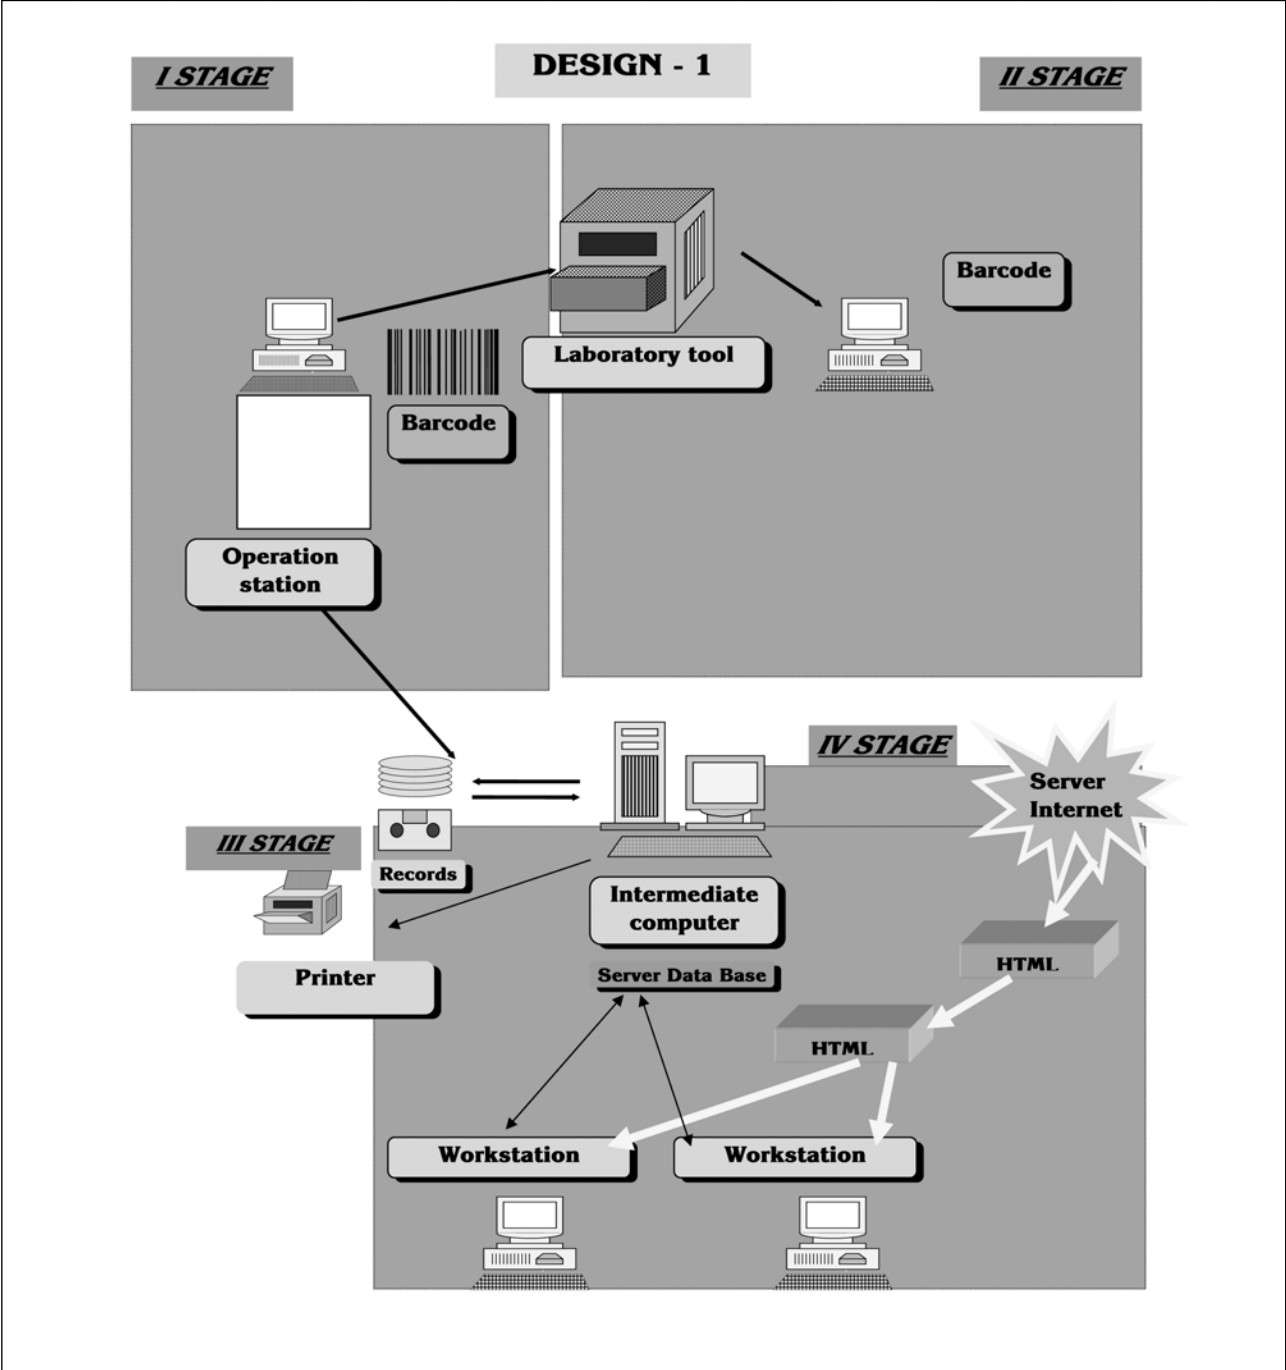 DESIGN - 1
I STAGE
II STAGE
Barcode
Laboratory tool
Barcode
Operation
station
IV STAGE
Server
Internet
III STAGE
Records
Intermediate
computer
HTML
Printer
Server Data Base
HTML
Workstation
Workstation